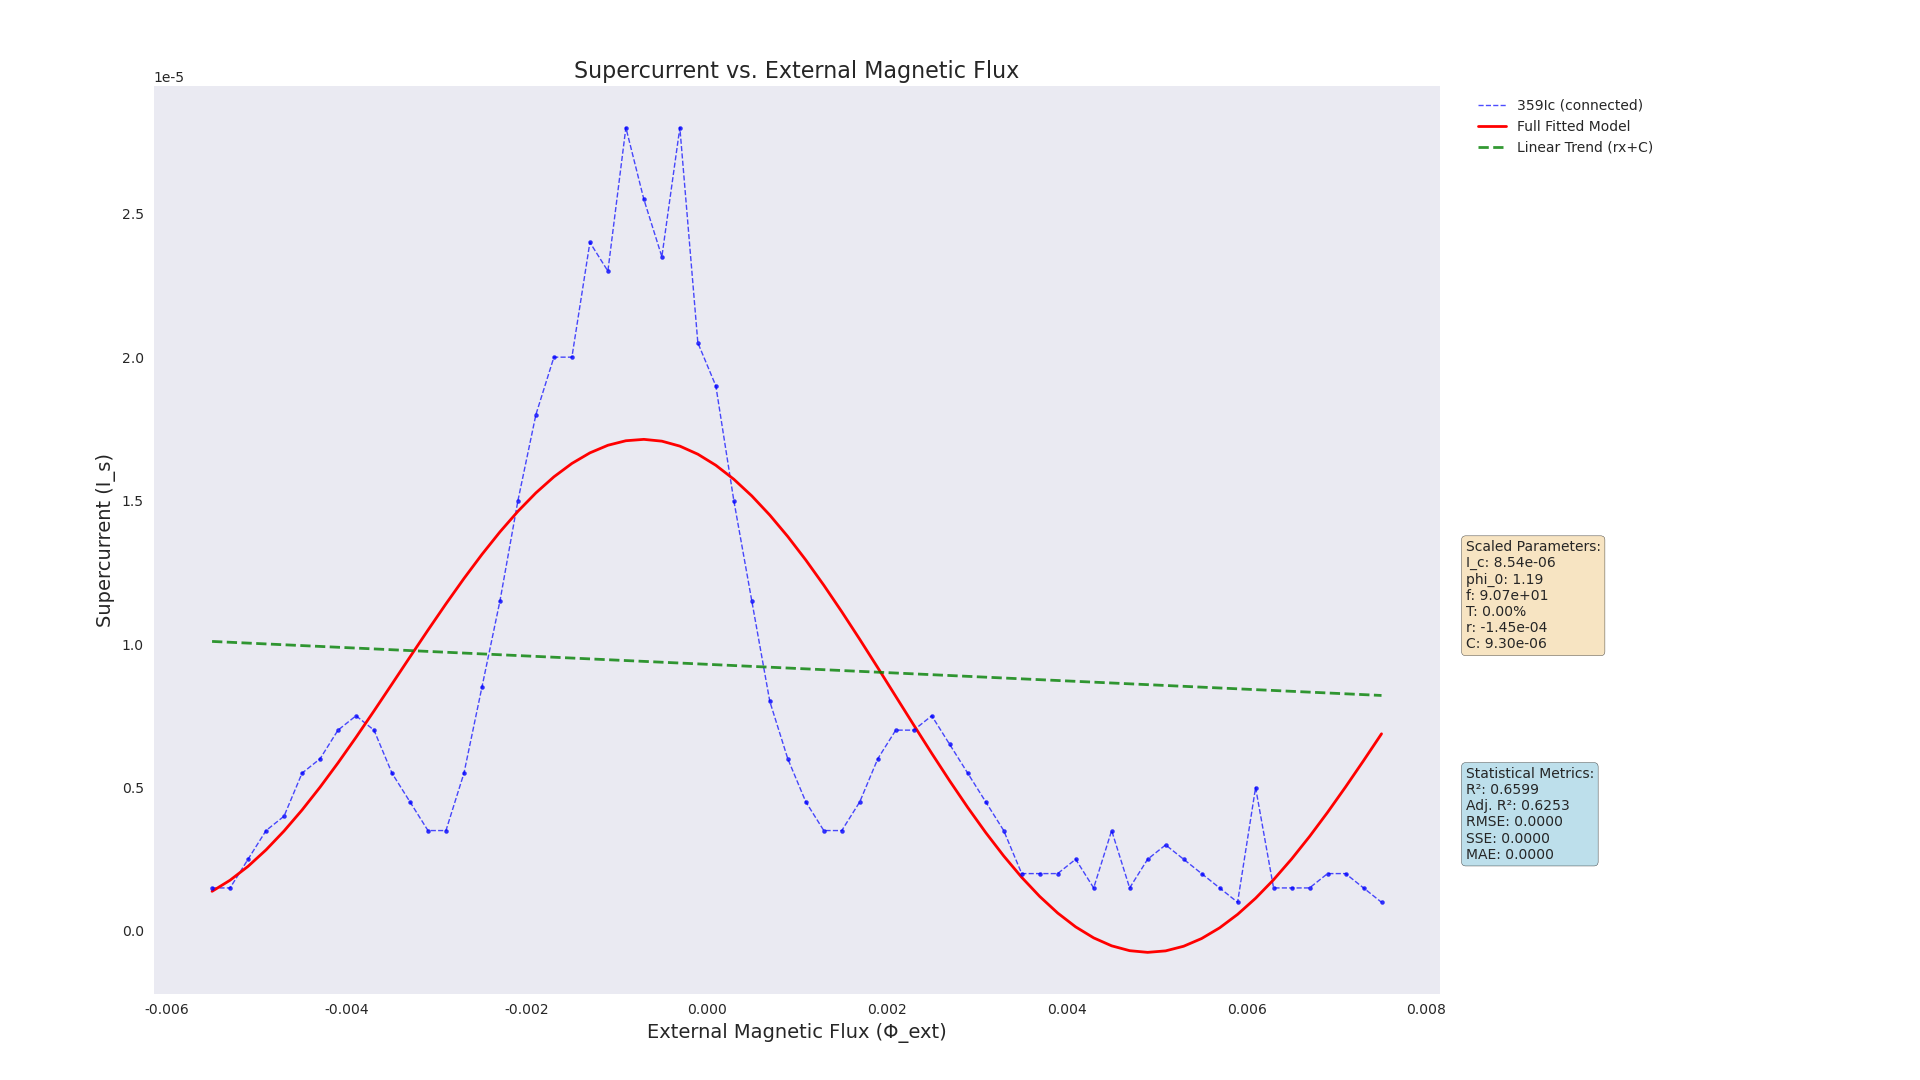 Supercurrent vs. External Magnetic Flux
1e-5
2.5
2.0
1.5
1.0
0.5
0.0
Supercurrent (I_s)
-0.006
-0.004
-0.002
0.000
0.002
0.004
0.006
0.008
External Magnetic Flux (Φ_ext)
359Ic (connected)
Full Fitted Model
Linear Trend (rx+C)
Scaled Parameters:
I_c: 8.54e-06
phi_0: 1.19
f: 9.07e+01
T: 0.00%
r: -1.45e-04
C: 9.30e-06
Statistical Metrics:
R²: 0.6599
Adj. R²: 0.6253
RMSE: 0.0000
SSE: 0.0000
MAE: 0.0000